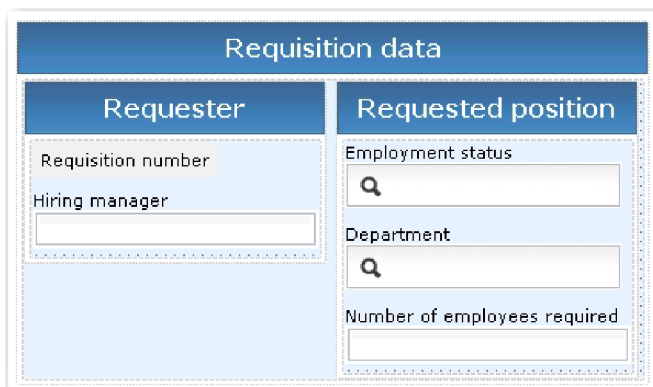 Requisition data
Requester
Requisition number
Hiring manager
Requested position
Employment status
Department
Number of employees required